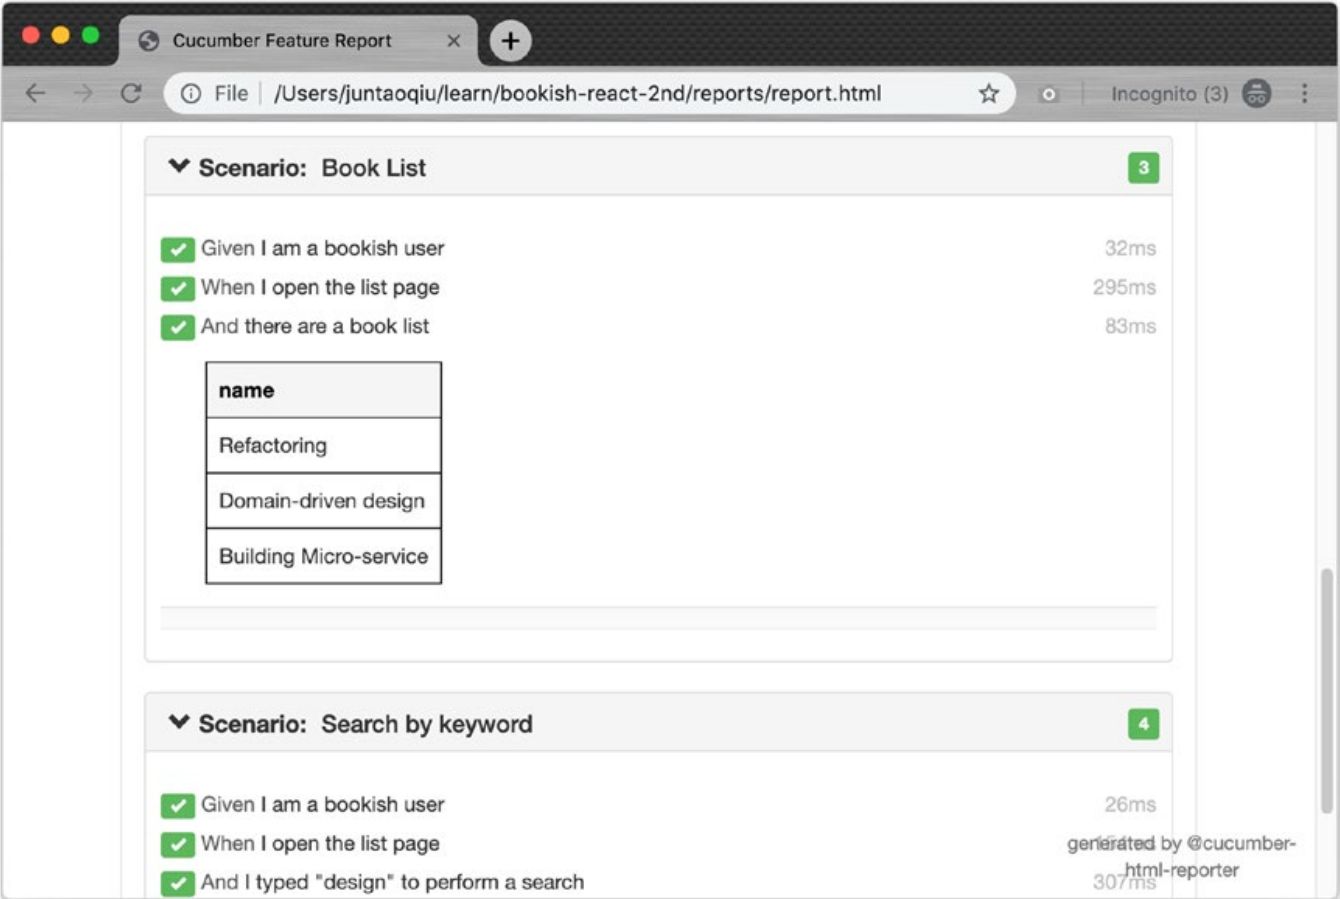 Cucumber Feature Report
File /Users/juntaoqiu/learn/bookish-react-2nd/reports/report.html Incognito (3)
Scenario: Book List 3
Given I am a bookish user 32ms
When I open the list page 295ms
And there are a book list 83ms
name
Refactoring
Domain-driven design
Building Micro-service
Scenario: Search by keyword 4
Given I am a bookish user 26ms
When I open the list page
generated by @cucumber-
html-reporter
And I typed "design" to perform a search 307ms